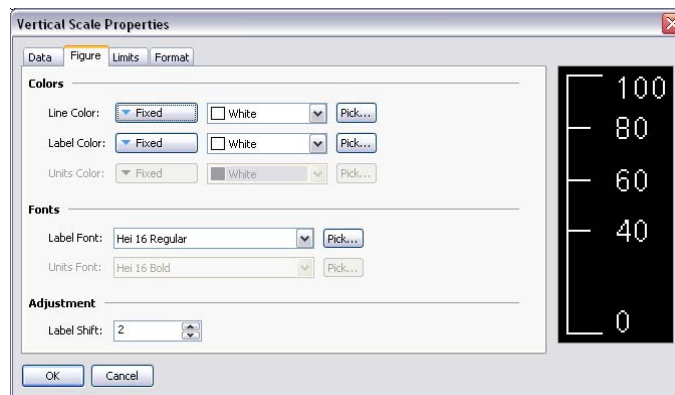 Vertical Scale Properties
Data Figure Limits Format
Colors
Line Color: Fixed White Pick...
Label Color: Fixed White Pick...
Units Color: Fixed White Pick...
Fonts
Label Font: Hei 16 Regular Pick...
Units Font: Hei 16 Bold Pick...
Adjustment
Label Shift: 2
OK Cancel
100
80
60
40
0